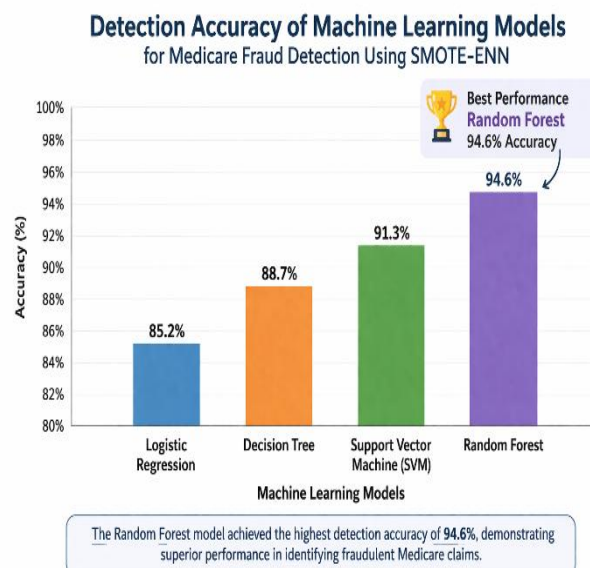 Detection Accuracy of Machine Learning Models
for Medicare Fraud Detection Using SMOTE-ENN
Best Performance
Random Forest
94.6% Accuracy
Accuracy (%)
100%
98%
96%
94%
92%
90%
88%
86%
84%
82%
80%
85.2%
88.7%
91.3%
94.6%
Logistic
Regression
Decision Tree
Support Vector
Machine (SVM)
Random Forest
Machine Learning Models
The Random Forest model achieved the highest detection accuracy of 94.6%, demonstrating
superior performance in identifying fraudulent Medicare claims.